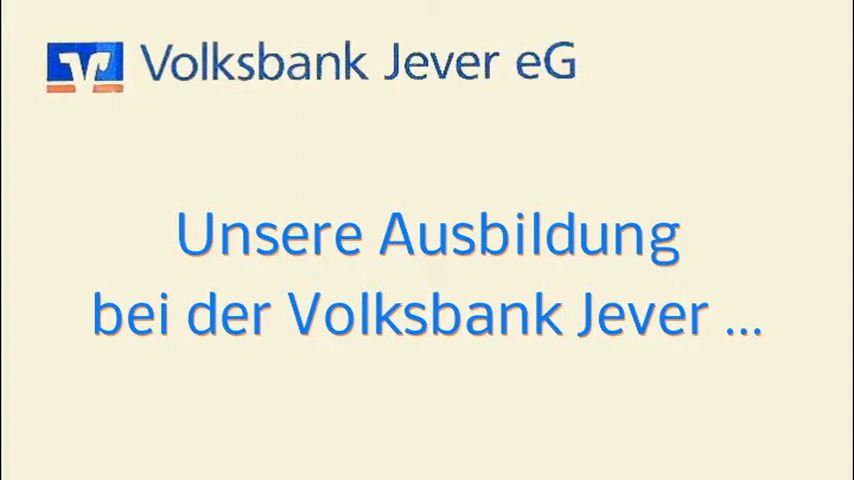 Volksbank Jever eG
Unsere Ausbildung
bei der Volksbank Jever ...